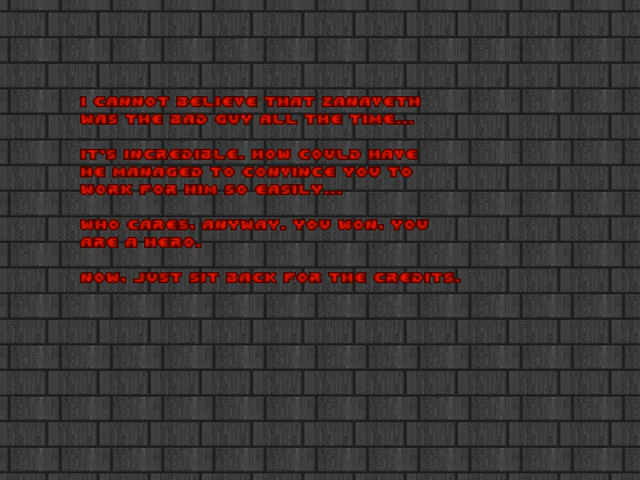 I CANNOT BELIEVE THAT ZANAVETH
WAS THE BAD GUY ALL THE TIME...
IT'S INCREDIBLE. HOW COULD HAVE
HE MANAGED TO CONVINCE YOU TO
WORK FOR HIM SO EASILY...
WHO CARES, ANYWAY. YOU WON. YOU
ARE A HERO.
NOW, JUST SIT BACK FOR THE CREDITS.